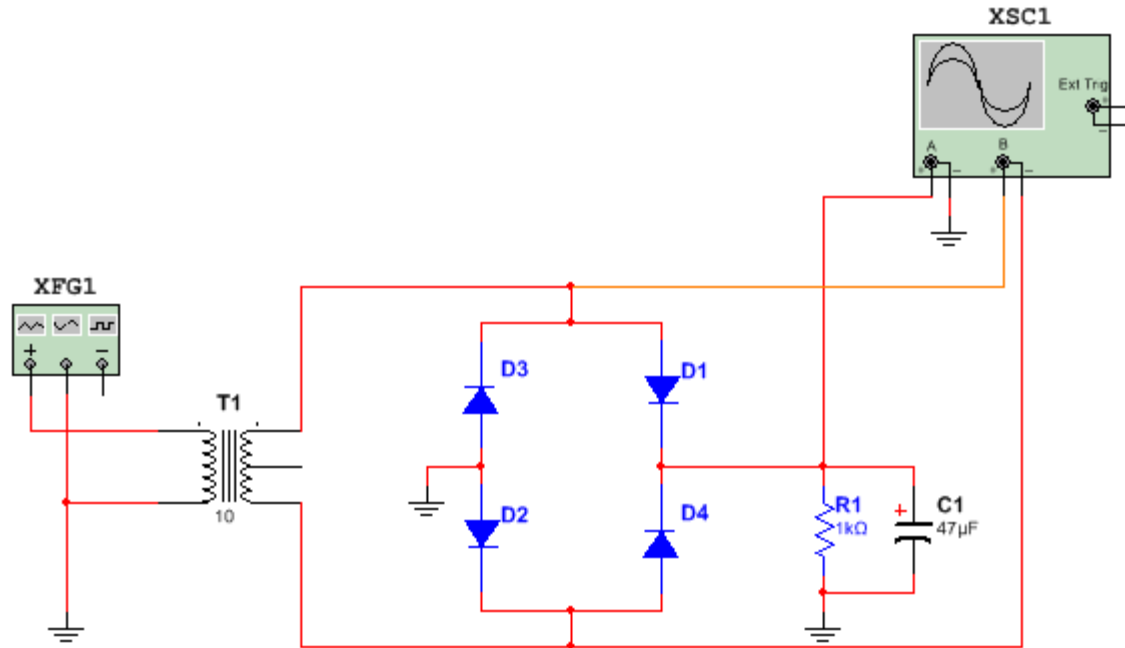 XSC1
Ext Trig
+
−
A
B
+
−
+
−
XFG1
+
−
T1
10
D3
D1
D2
D4
R1
1kΩ
+
C1
47µF